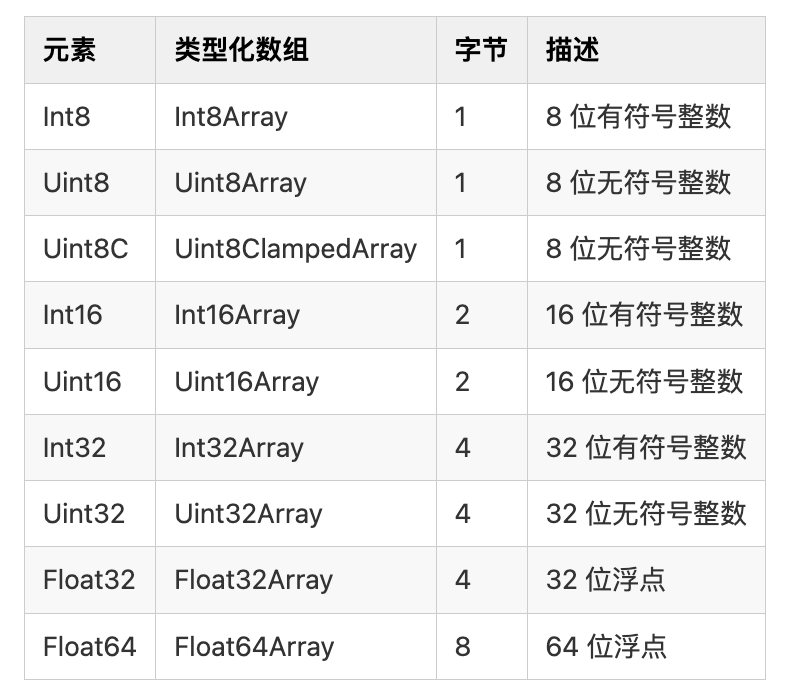 元素 类型化数组 字节 描述
Int8 Int8Array 1 8 位有符号整数
Uint8 Uint8Array 1 8 位无符号整数
Uint8C Uint8ClampedArray 1 8 位无符号整数
Int16 Int16Array 2 16 位有符号整数
Uint16 Uint16Array 2 16 位无符号整数
Int32 Int32Array 4 32 位有符号整数
Uint32 Uint32Array 4 32 位无符号整数
Float32 Float32Array 4 32 位浮点
Float64 Float64Array 8 64 位浮点